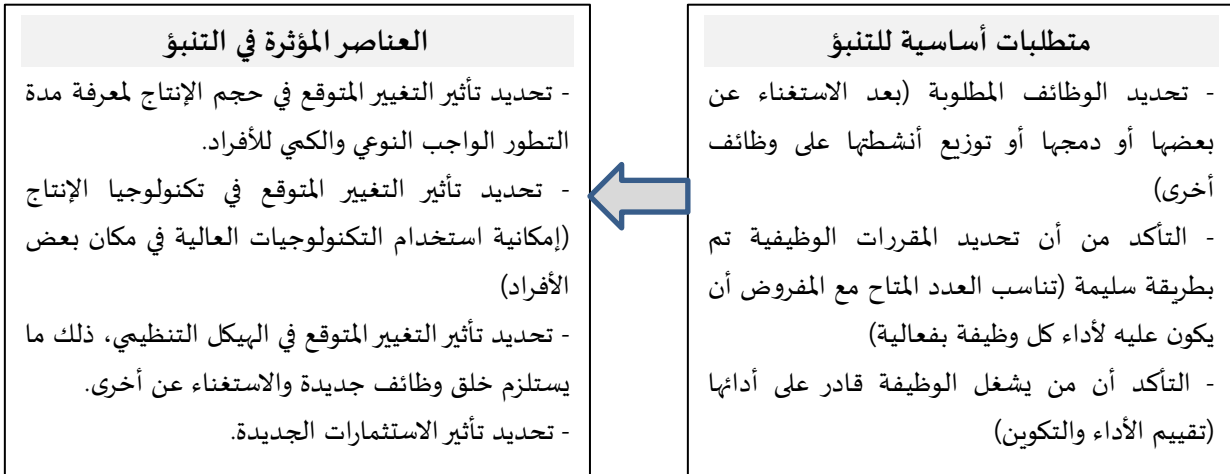 متطلبات أساسية للتنبؤ
- تحديد الوظائف المطلوبة (بعد الاستغناء عن
بعضها أو دمجها أو توزيع أنشطتها على وظائف
أخرى)
- التأكد من أن تحديد المقررات الوظيفية تم
بطريقة سليمة (تناسب العدد المتاح مع المفروض أن
يكون عليه لأداء كل وظيفة بفعالية)
- التأكد أن من يشغل الوظيفة قادر على أدائها
(تقييم الأداء والتكوين)
العناصر المؤثرة في التنبؤ
- تحديد تأثير التغيير المتوقع في حجم الإنتاج لمعرفة مدة
التطور الواجب النوعي والكمي للأفراد.
- تحديد تأثير التغيير المتوقع في تكنولوجيا الإنتاج
(إمكانية استخدام التكنولوجيات العالية في مكان بعض
الأفراد)
- تحديد تأثير التغيير المتوقع في الهيكل التنظيمي، ذلك ما
يستلزم خلق وظائف جديدة والاستغناء عن أخرى.
- تحديد تأثير الاستثمارات الجديدة.